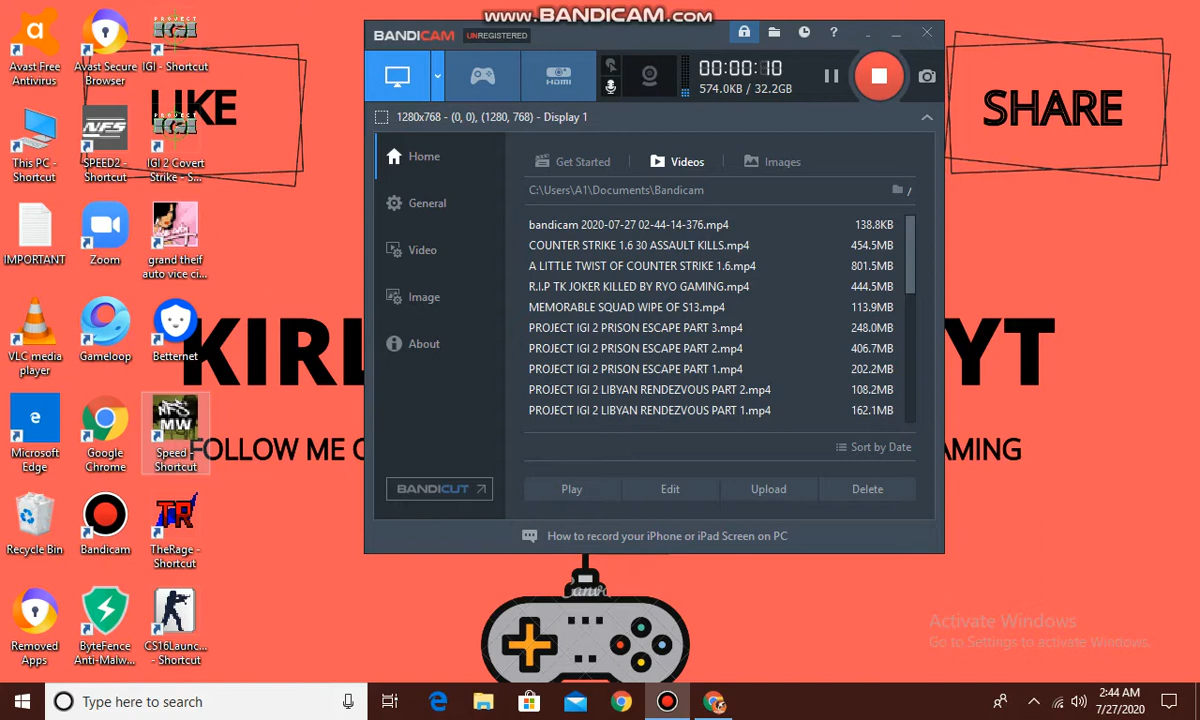 www.BANDICAM.com
BANDICAM UNREGISTERED
?
00:00:10
574.0KB / 32.2GB
HDMI
1280x768 - (0, 0), (1280, 768) - Display 1
Home
General
Video
Image
About
BANDICUT
Get Started
Videos
Images
C:\Users\A1\Documents\Bandicam
/
bandicam 2020-07-27 02-44-14-376.mp4 138.8KB
COUNTER STRIKE 1.6 30 ASSAULT KILLS.mp4 454.5MB
A LITTLE TWIST OF COUNTER STRIKE 1.6.mp4 801.5MB
R.I.P TK JOKER KILLED BY RYO GAMING.mp4 444.5MB
MEMORABLE SQUAD WIPE OF S13.mp4 113.9MB
PROJECT IGI 2 PRISON ESCAPE PART 3.mp4 248.0MB
PROJECT IGI 2 PRISON ESCAPE PART 2.mp4 406.7MB
PROJECT IGI 2 PRISON ESCAPE PART 1.mp4 202.2MB
PROJECT IGI 2 LIBYAN RENDEZVOUS PART 2.mp4 108.2MB
PROJECT IGI 2 LIBYAN RENDEZVOUS PART 1.mp4 162.1MB
Sort by Date
Play Edit Upload Delete
How to record your iPhone or iPad Screen on PC
LIKE
SHARE
KIRL
YT
FOLLOW ME
AMING
Canva
Avast Free
Antivirus
Avast Secure
Browser
PROJECT
IGI
IGI - Shortcut
This PC -
Shortcut
NFS
SPEED2 -
Shortcut
IGI
IGI 2 Covert
Strike - S...
IMPORTANT
Zoom
grand theif
auto vice ci...
VLC media
player
Gameloop
Betternet
Microsoft
Edge
Google
Chrome
NFS
MW
Speed -
Shortcut
Recycle Bin
Bandicam
TR
TheRage -
Shortcut
Removed
Apps
ByteFence
Anti-Malw...
CS16Launc...
- Shortcut
Activate Windows
Go to Settings to activate Windows.
Type here to search
2:44 AM
7/27/2020